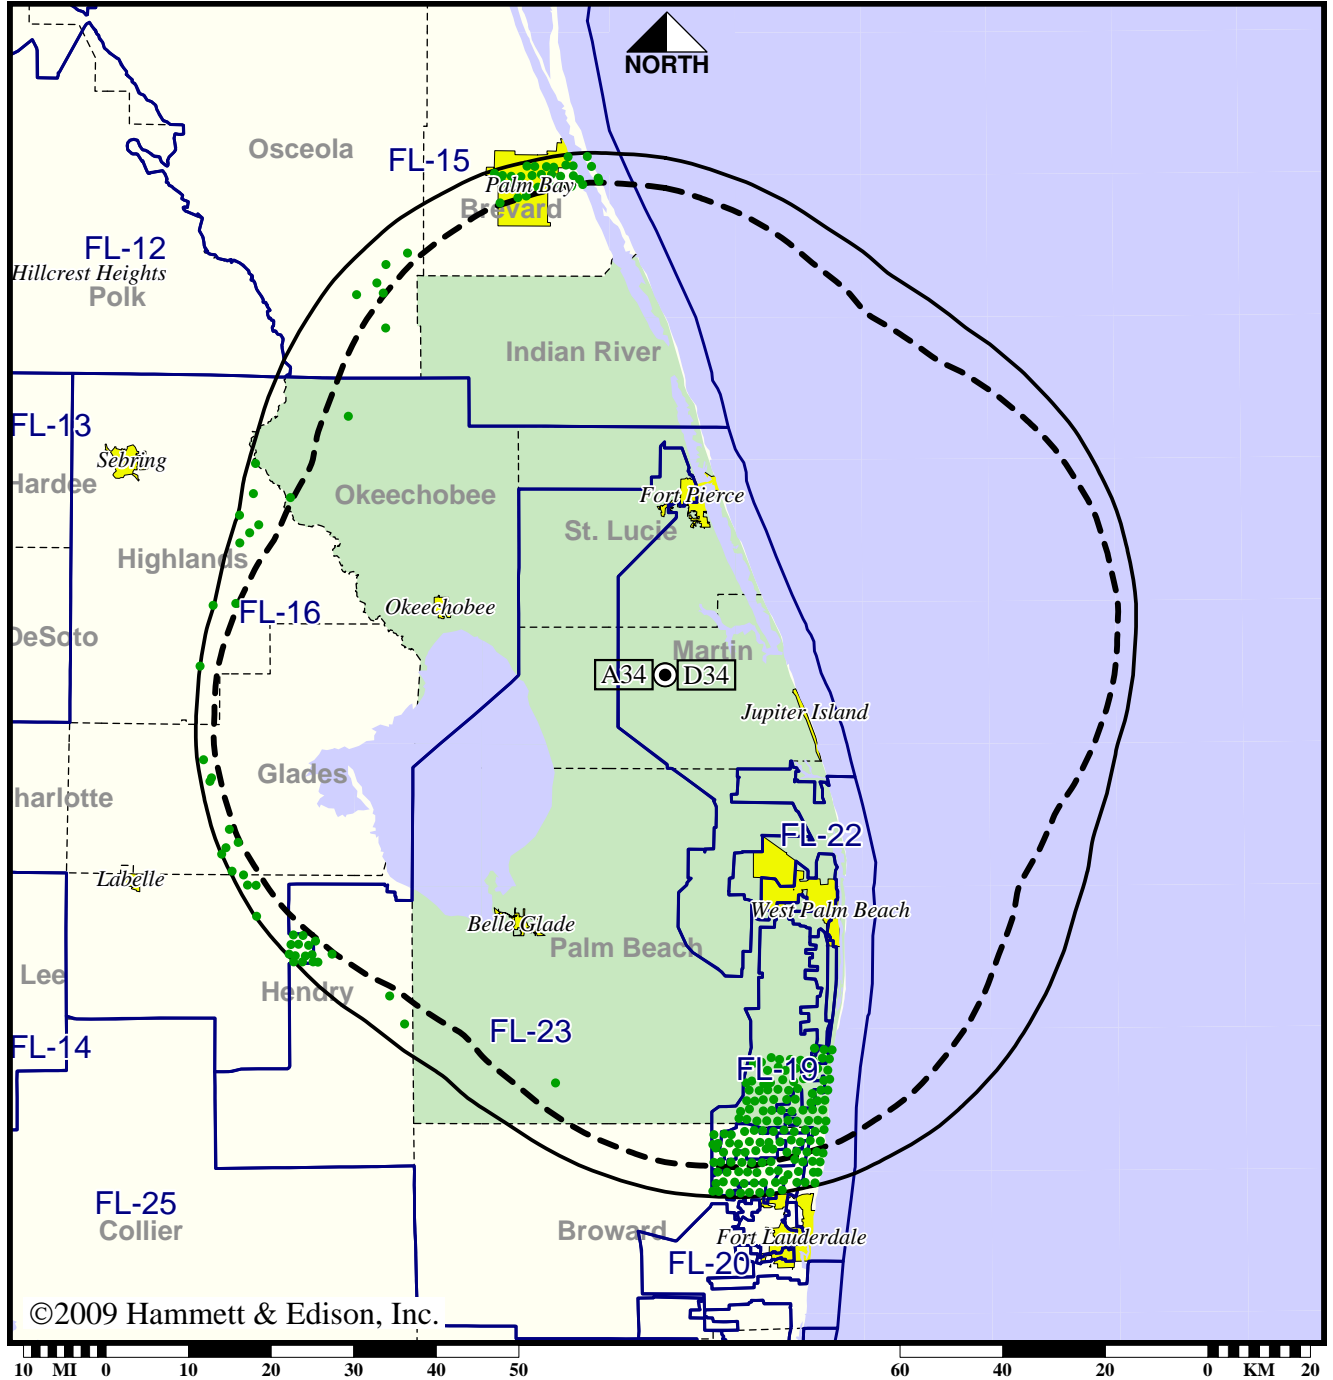 NORTH
Osceola
FL-15
Palm Bay
Brevard
FL-12
Hillcrest Heights
Polk
Indian River
FL-13
Sebring
Hardee
Okeechobee
Fort Pierce
St. Lucie
Highlands
FL-16
Okeechobee
DeSoto
Martin
A34 D34
Jupiter Island
Glades
harlotte
FL-22
Labelle
West Palm Beach
Belle Glade
Palm Beach
Lee
Hendry
FL-23
FL-14
FL-19
FL-25
Collier
Broward
Fort Lauderdale
FL-20
©2009 Hammett & Edison, Inc.
10 MI 0 10 20 30 40 50 60 40 20 0 KM 20